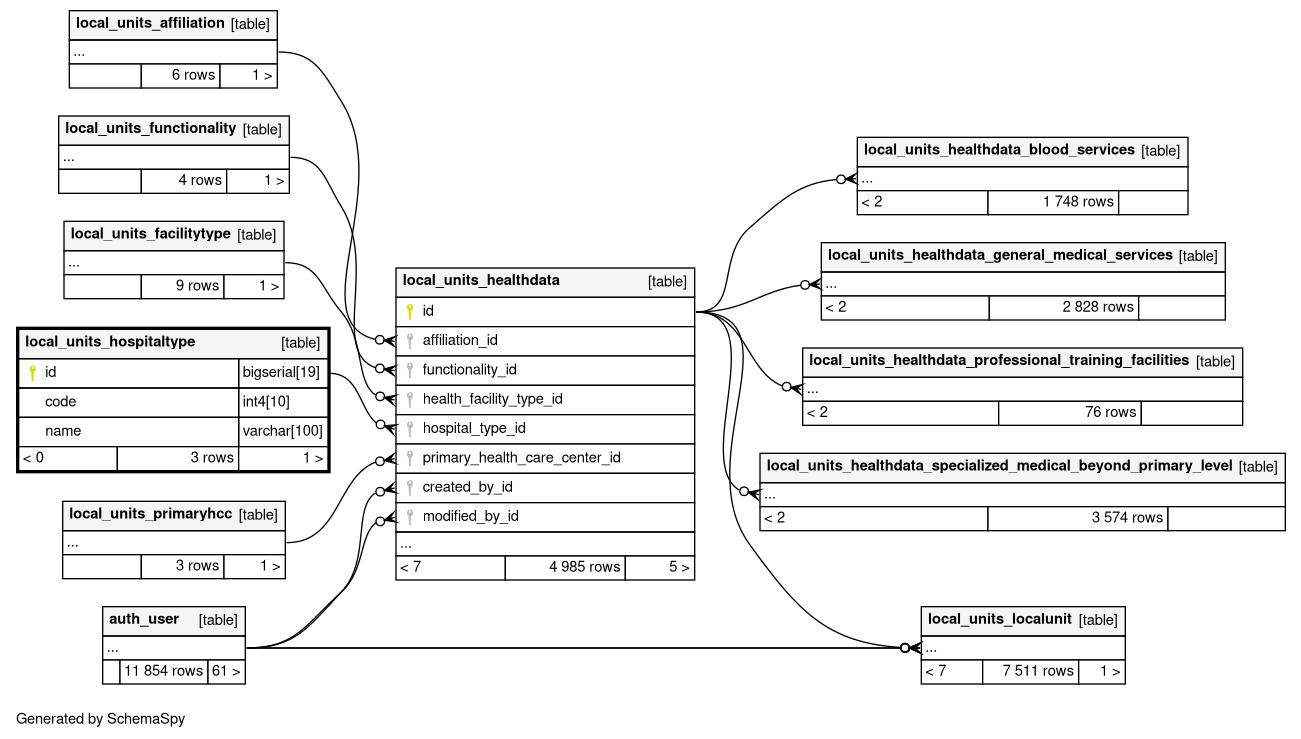 local_units_affiliation [table]
...
6 rows 1 >
local_units_functionality [table]
...
4 rows 1 >
local_units_facilitytype [table]
...
9 rows 1 >
local_units_hospitaltype [table]
id bigserial[19]
code int4[10]
name varchar[100]
< 0 3 rows 1 >
local_units_primaryhcc [table]
...
3 rows 1 >
auth_user [table]
...
11 854 rows 61 >
local_units_healthdata [table]
id
affiliation_id
functionality_id
health_facility_type_id
hospital_type_id
primary_health_care_center_id
created_by_id
modified_by_id
...
< 7 4 985 rows 5 >
local_units_healthdata_blood_services [table]
...
< 2 1 748 rows
local_units_healthdata_general_medical_services [table]
...
< 2 2 828 rows
local_units_healthdata_professional_training_facilities [table]
...
< 2 76 rows
local_units_healthdata_specialized_medical_beyond_primary_level [table]
...
< 2 3 574 rows
local_units_localunit [table]
...
< 7 7 511 rows 1 >
Generated by SchemaSpy